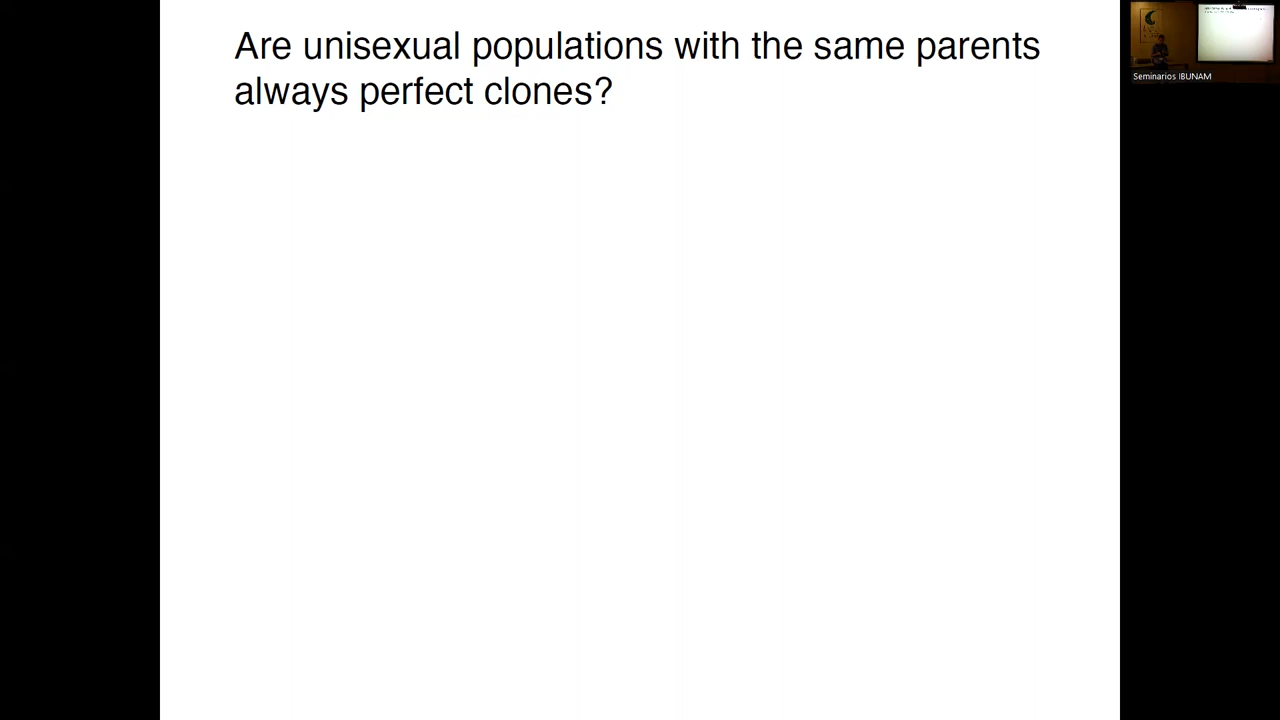 Are unisexual populations with the same parents
always perfect clones?
Seminarios IBUNAM